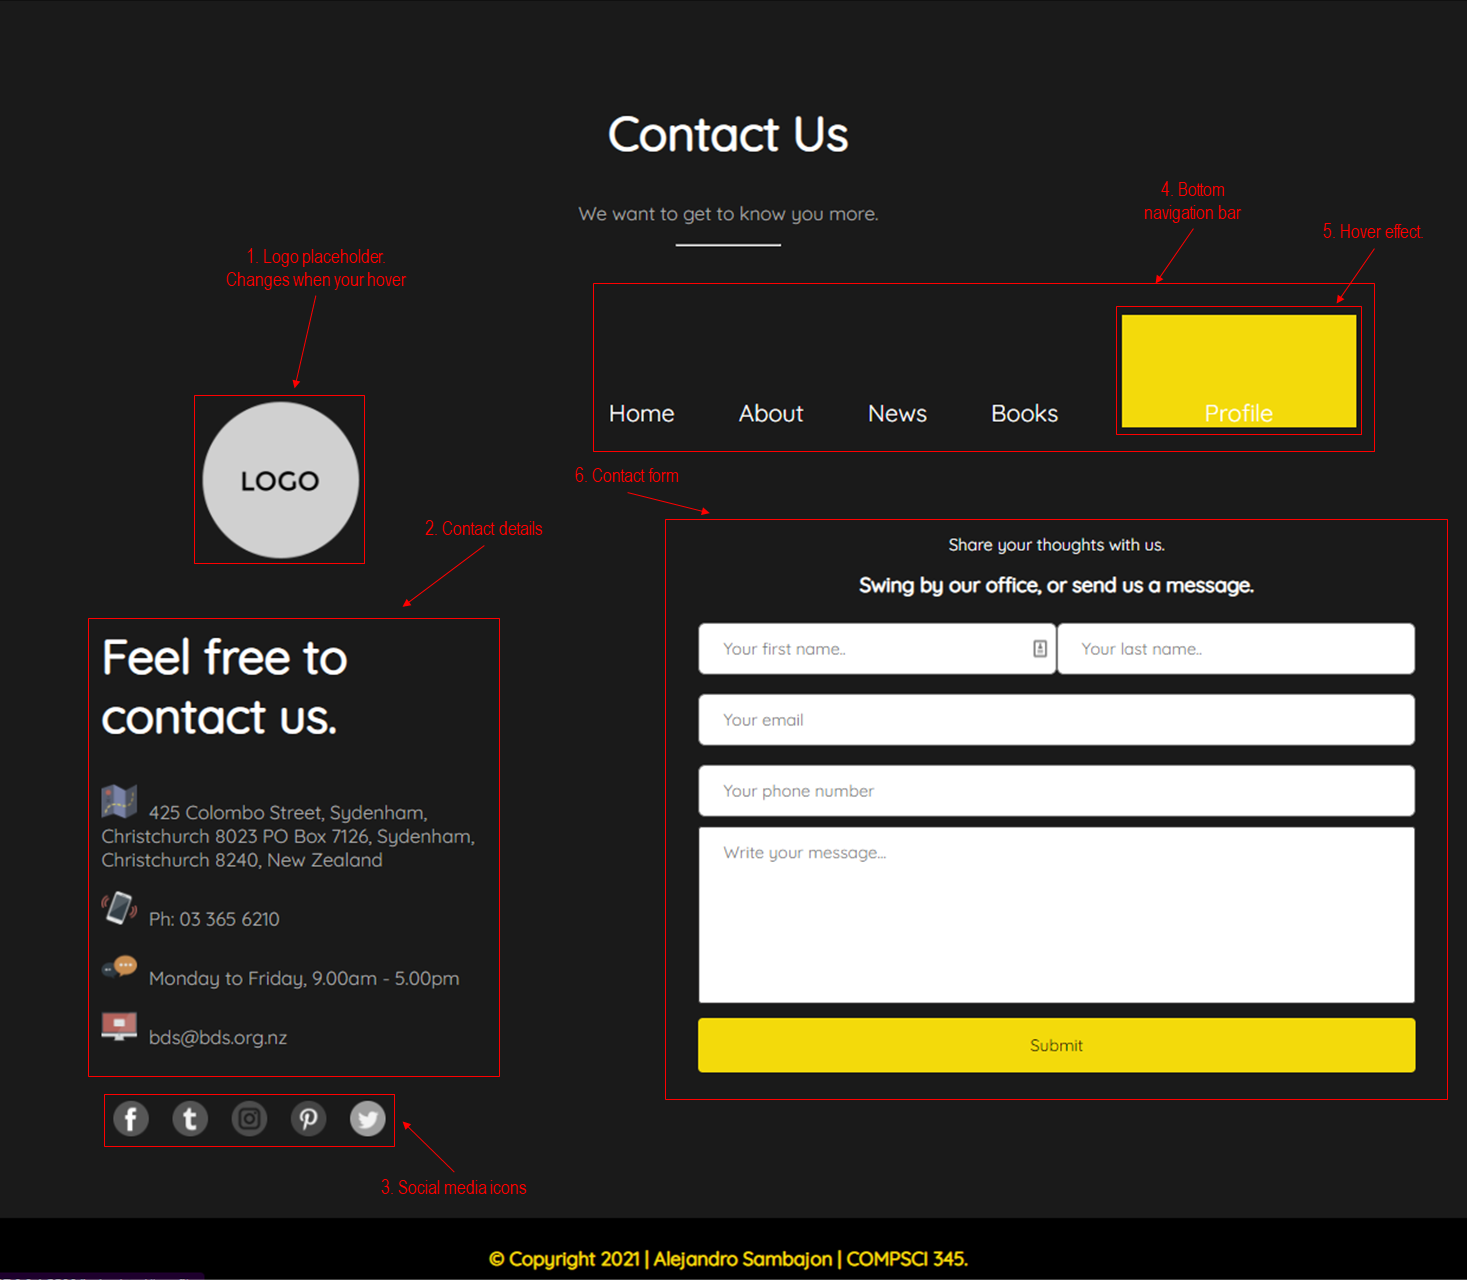 Contact Us
We want to get to know you more.
4. Bottom
navigation bar
5. Hover effect.
1. Logo placeholder.
Changes when your hover
Home
About
News
Books
Profile
LOGO
6. Contact form
2. Contact details
Share your thoughts with us.
Swing by our office, or send us a message.
Your first name..
Your last name..
Your email
Your phone number
Write your message...
Submit
Feel free to
contact us.
425 Colombo Street, Sydenham,
Christchurch 8023 PO Box 7126, Sydenham,
Christchurch 8240, New Zealand
Ph: 03 365 6210
Monday to Friday, 9.00am - 5.00pm
bds@bds.org.nz
3. Social media icons
© Copyright 2021 | Alejandro Sambajon | COMPSCI 345.